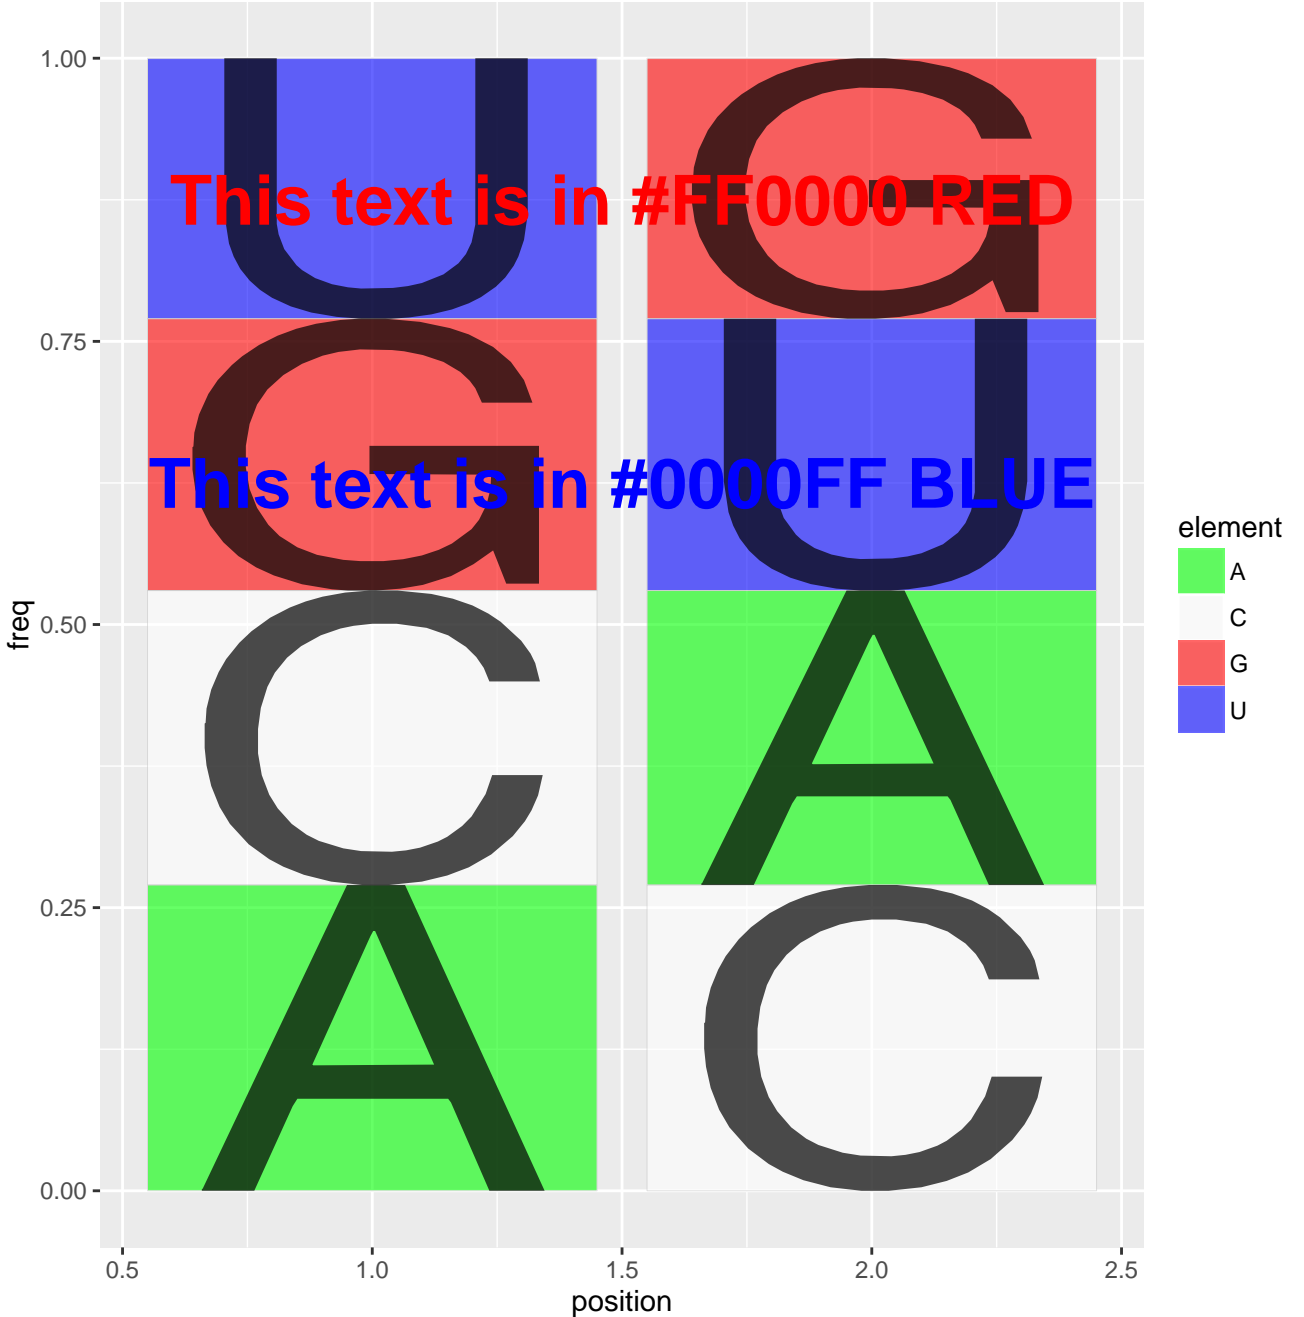 1.00
U G
This text is in #FF0000 RED
0.75
G U
This text is in #0000FF BLUE
element
A
C
G
U
freq
0.50
C A
0.25
A C
0.00
0.5 1.0 1.5 2.0 2.5
position